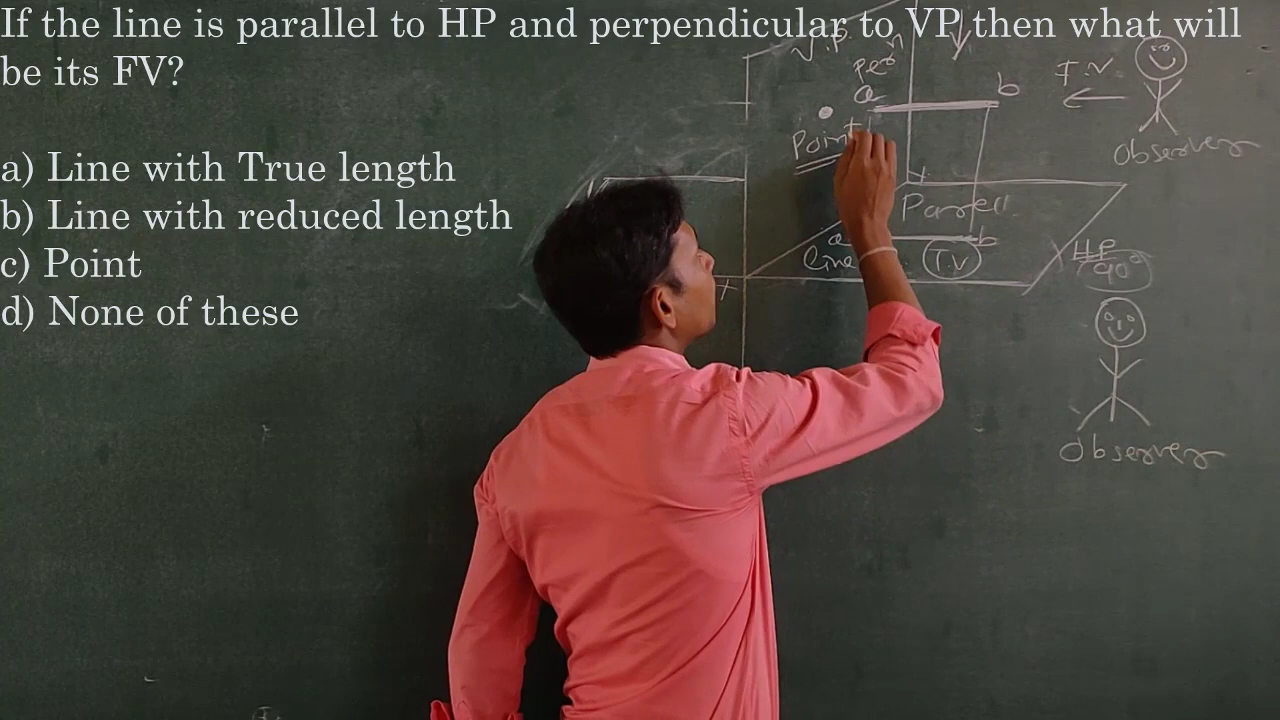 If the line is parallel to HP and perpendicular to VP, then what will
be its FV?
a) Line with True length
b) Line with reduced length
c) Point
d) None of these
V.P.
Per
a
b
F.V
Observer
Point
a
b
Line
T.V
HP
90°
X
Observer